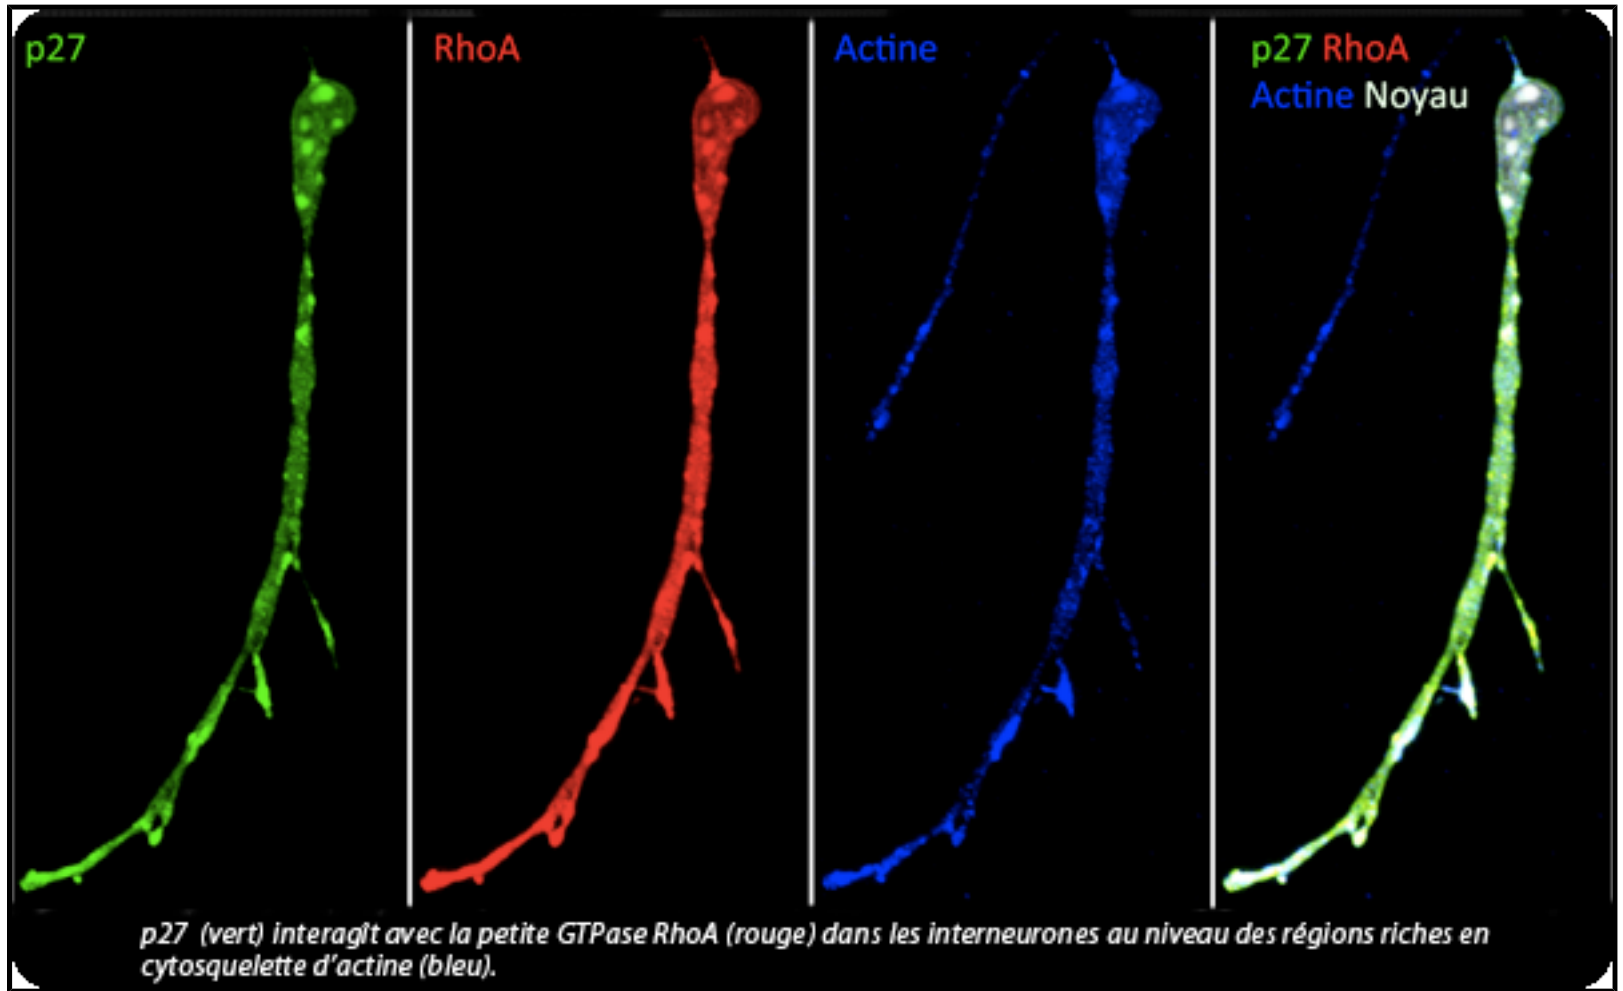 p27
RhoA
Actine
p27 RhoA
Actine Noyau
p27 (vert) interagît avec la petite GTPase RhoA (rouge) dans les interneurones au niveau des régions riches en
cytosquelette d'actine (bleu).